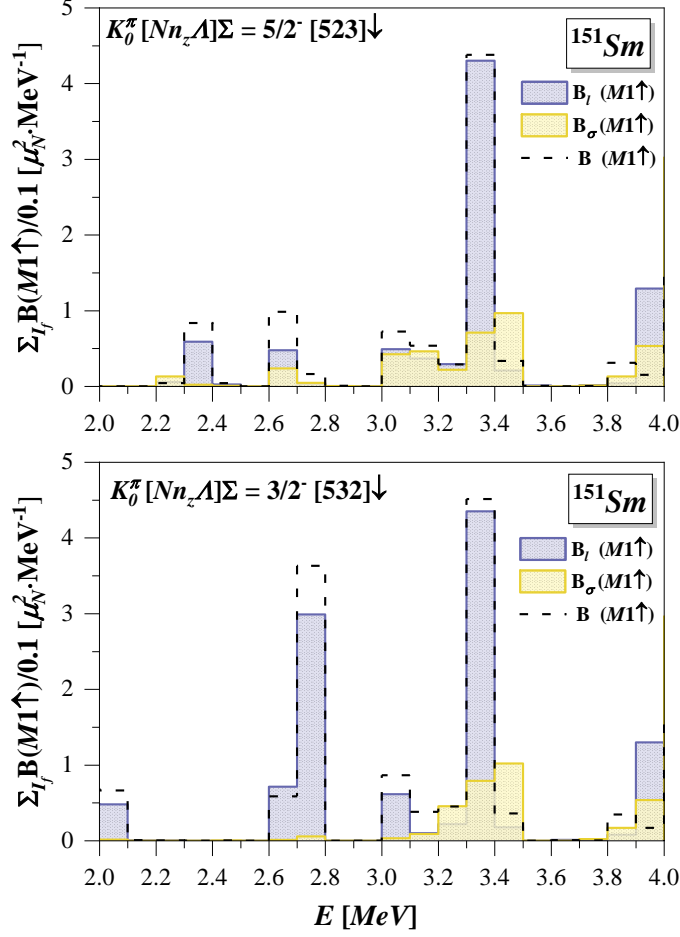 K₀^π [Nn_zΛ]Σ = 5/2⁻ [523]↓
¹⁵¹Sm
B_l (M1↑)
B_σ(M1↑)
B (M1↑)
Σ_{I_f} B(M1↑)/0.1 [μ_N²·MeV⁻¹]
5
4
3
2
1
0
2.0 2.2 2.4 2.6 2.8 3.0 3.2 3.4 3.6 3.8 4.0
K₀^π [Nn_zΛ]Σ = 3/2⁻ [532]↓
¹⁵¹Sm
B_l (M1↑)
B_σ(M1↑)
B (M1↑)
Σ_{I_f} B(M1↑)/0.1 [μ_N²·MeV⁻¹]
5
4
3
2
1
0
2.0 2.2 2.4 2.6 2.8 3.0 3.2 3.4 3.6 3.8 4.0
E [MeV]